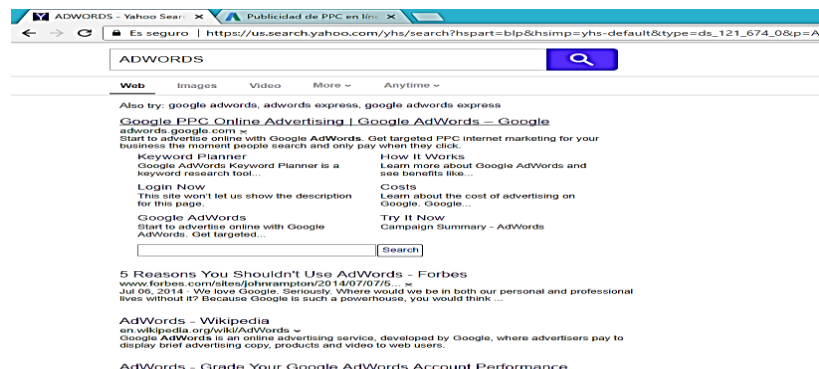 ADWORDS - Yahoo Sear
Publicidad de PPC en lín
Es seguro | https://us.search.yahoo.com/yhs/search?hspart=blp&hsimp=yhs-default&type=ds_121_674_0&p=A
ADWORDS
Web Images Video More Anytime
Also try: google adwords, adwords express, google adwords express
Google PPC Online Advertising | Google AdWords – Google
adwords.google.com
Start to advertise online with Google AdWords. Get targeted PPC internet marketing for your
business the moment people search and only pay when they click.
Keyword Planner
Google AdWords Keyword Planner is a
keyword research tool...
How It Works
Learn more about Google AdWords and
see benefits like...
Login Now
This site won't let us show the description
for this page.
Costs
Learn about the cost of advertising on
Google. Google...
Google AdWords
Start to advertise online with Google
AdWords. Get targeted...
Try It Now
Campaign Summary - AdWords
Search
5 Reasons You Shouldn't Use AdWords - Forbes
www.forbes.com/sites/johnrampton/2014/07/07/5...
Jul 06, 2014 · We love Google. Seriously. Where would we be in both our personal and professional
lives without it? Because Google is such a powerhouse, you would think ...
AdWords - Wikipedia
en.wikipedia.org/wiki/AdWords
Google AdWords is an online advertising service, developed by Google, where advertisers pay to
display brief advertising copy, products and video to web users.
AdWords - Grade Your Google AdWords Account Performance